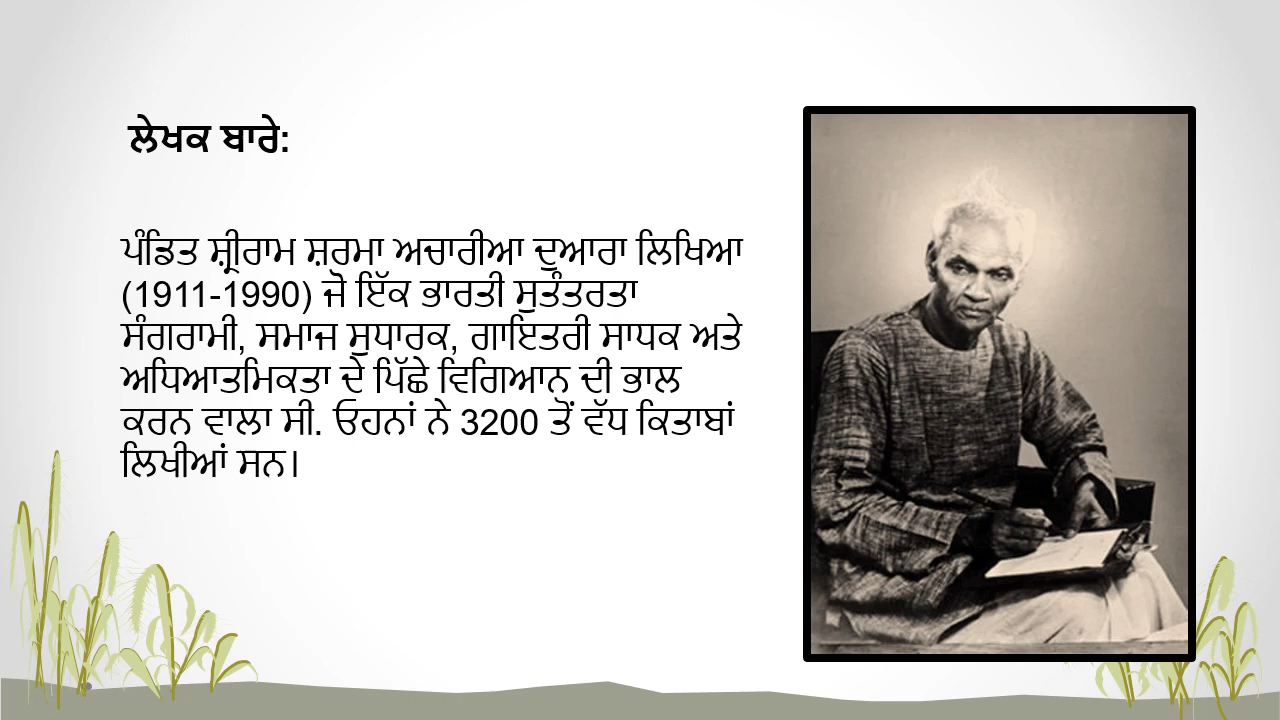 ਲੇਖਕ ਬਾਰੇ:
ਪੰਡਿਤ ਸ਼੍ਰੀਰਾਮ ਸ਼ਰਮਾ ਅਚਾਰੀਆ ਦੁਆਰਾ ਲਿਖਿਆ
(1911-1990) ਜੋ ਇੱਕ ਭਾਰਤੀ ਸੁਤੰਤਰਤਾ
ਸੰਗਰਾਮੀ, ਸਮਾਜ ਸੁਧਾਰਕ, ਗਾਇਤਰੀ ਸਾਧਕ ਅਤੇ
ਅਧਿਆਤਮਿਕਤਾ ਦੇ ਪਿੱਛੇ ਵਿਗਿਆਨ ਦੀ ਭਾਲ
ਕਰਨ ਵਾਲਾ ਸੀ. ਓਹਨਾਂ ਨੇ 3200 ਤੋਂ ਵੱਧ ਕਿਤਾਬਾਂ
ਲਿਖੀਆਂ ਸਨ।